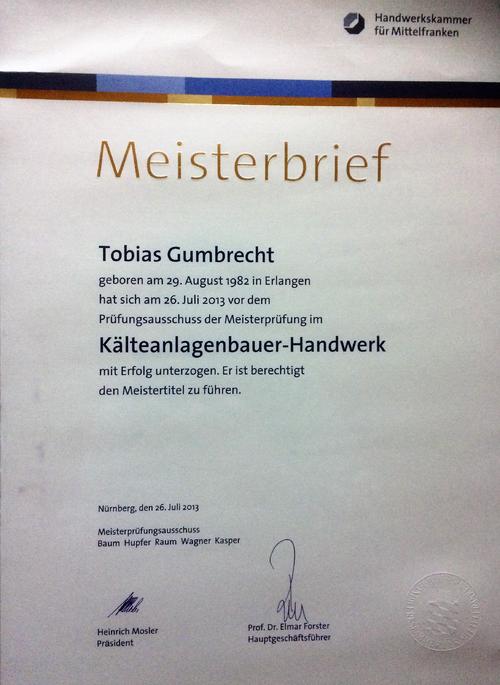 Handwerkskammer
für Mittelfranken
Meisterbrief
Tobias Gumbrecht
geboren am 29. August 1982 in Erlangen
hat sich am 26. Juli 2013 vor dem
Prüfungsausschuss der Meisterprüfung im
Kälteanlagenbauer-Handwerk
mit Erfolg unterzogen. Er ist berechtigt
den Meistertitel zu führen.
Nürnberg, den 26. Juli 2013
Meisterprüfungsausschuss
Baum Hupfer Raum Wagner Kasper
Heinrich Mosler
Präsident
Prof. Dr. Elmar Forster
Hauptgeschäftsführer